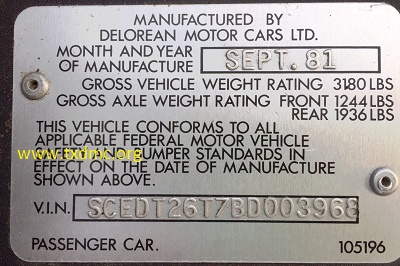 MANUFACTURED BY
DELOREAN MOTOR CARS LTD.
MONTH AND YEAR
OF MANUFACTURE SEPT. 81
GROSS VEHICLE WEIGHT RATING 3180 LBS
GROSS AXLE WEIGHT RATING FRONT 1244 LBS
REAR 1936 LBS
THIS VEHICLE CONFORMS TO ALL
APPLICABLE FEDERAL MOTOR VEHICLE
www.txdmc.org
AND BUMPER STANDARDS IN
EFFECT ON THE DATE OF MANUFACTURE
SHOWN ABOVE.
V.I.N. SCEDT26T7BD003968
PASSENGER CAR. 105196